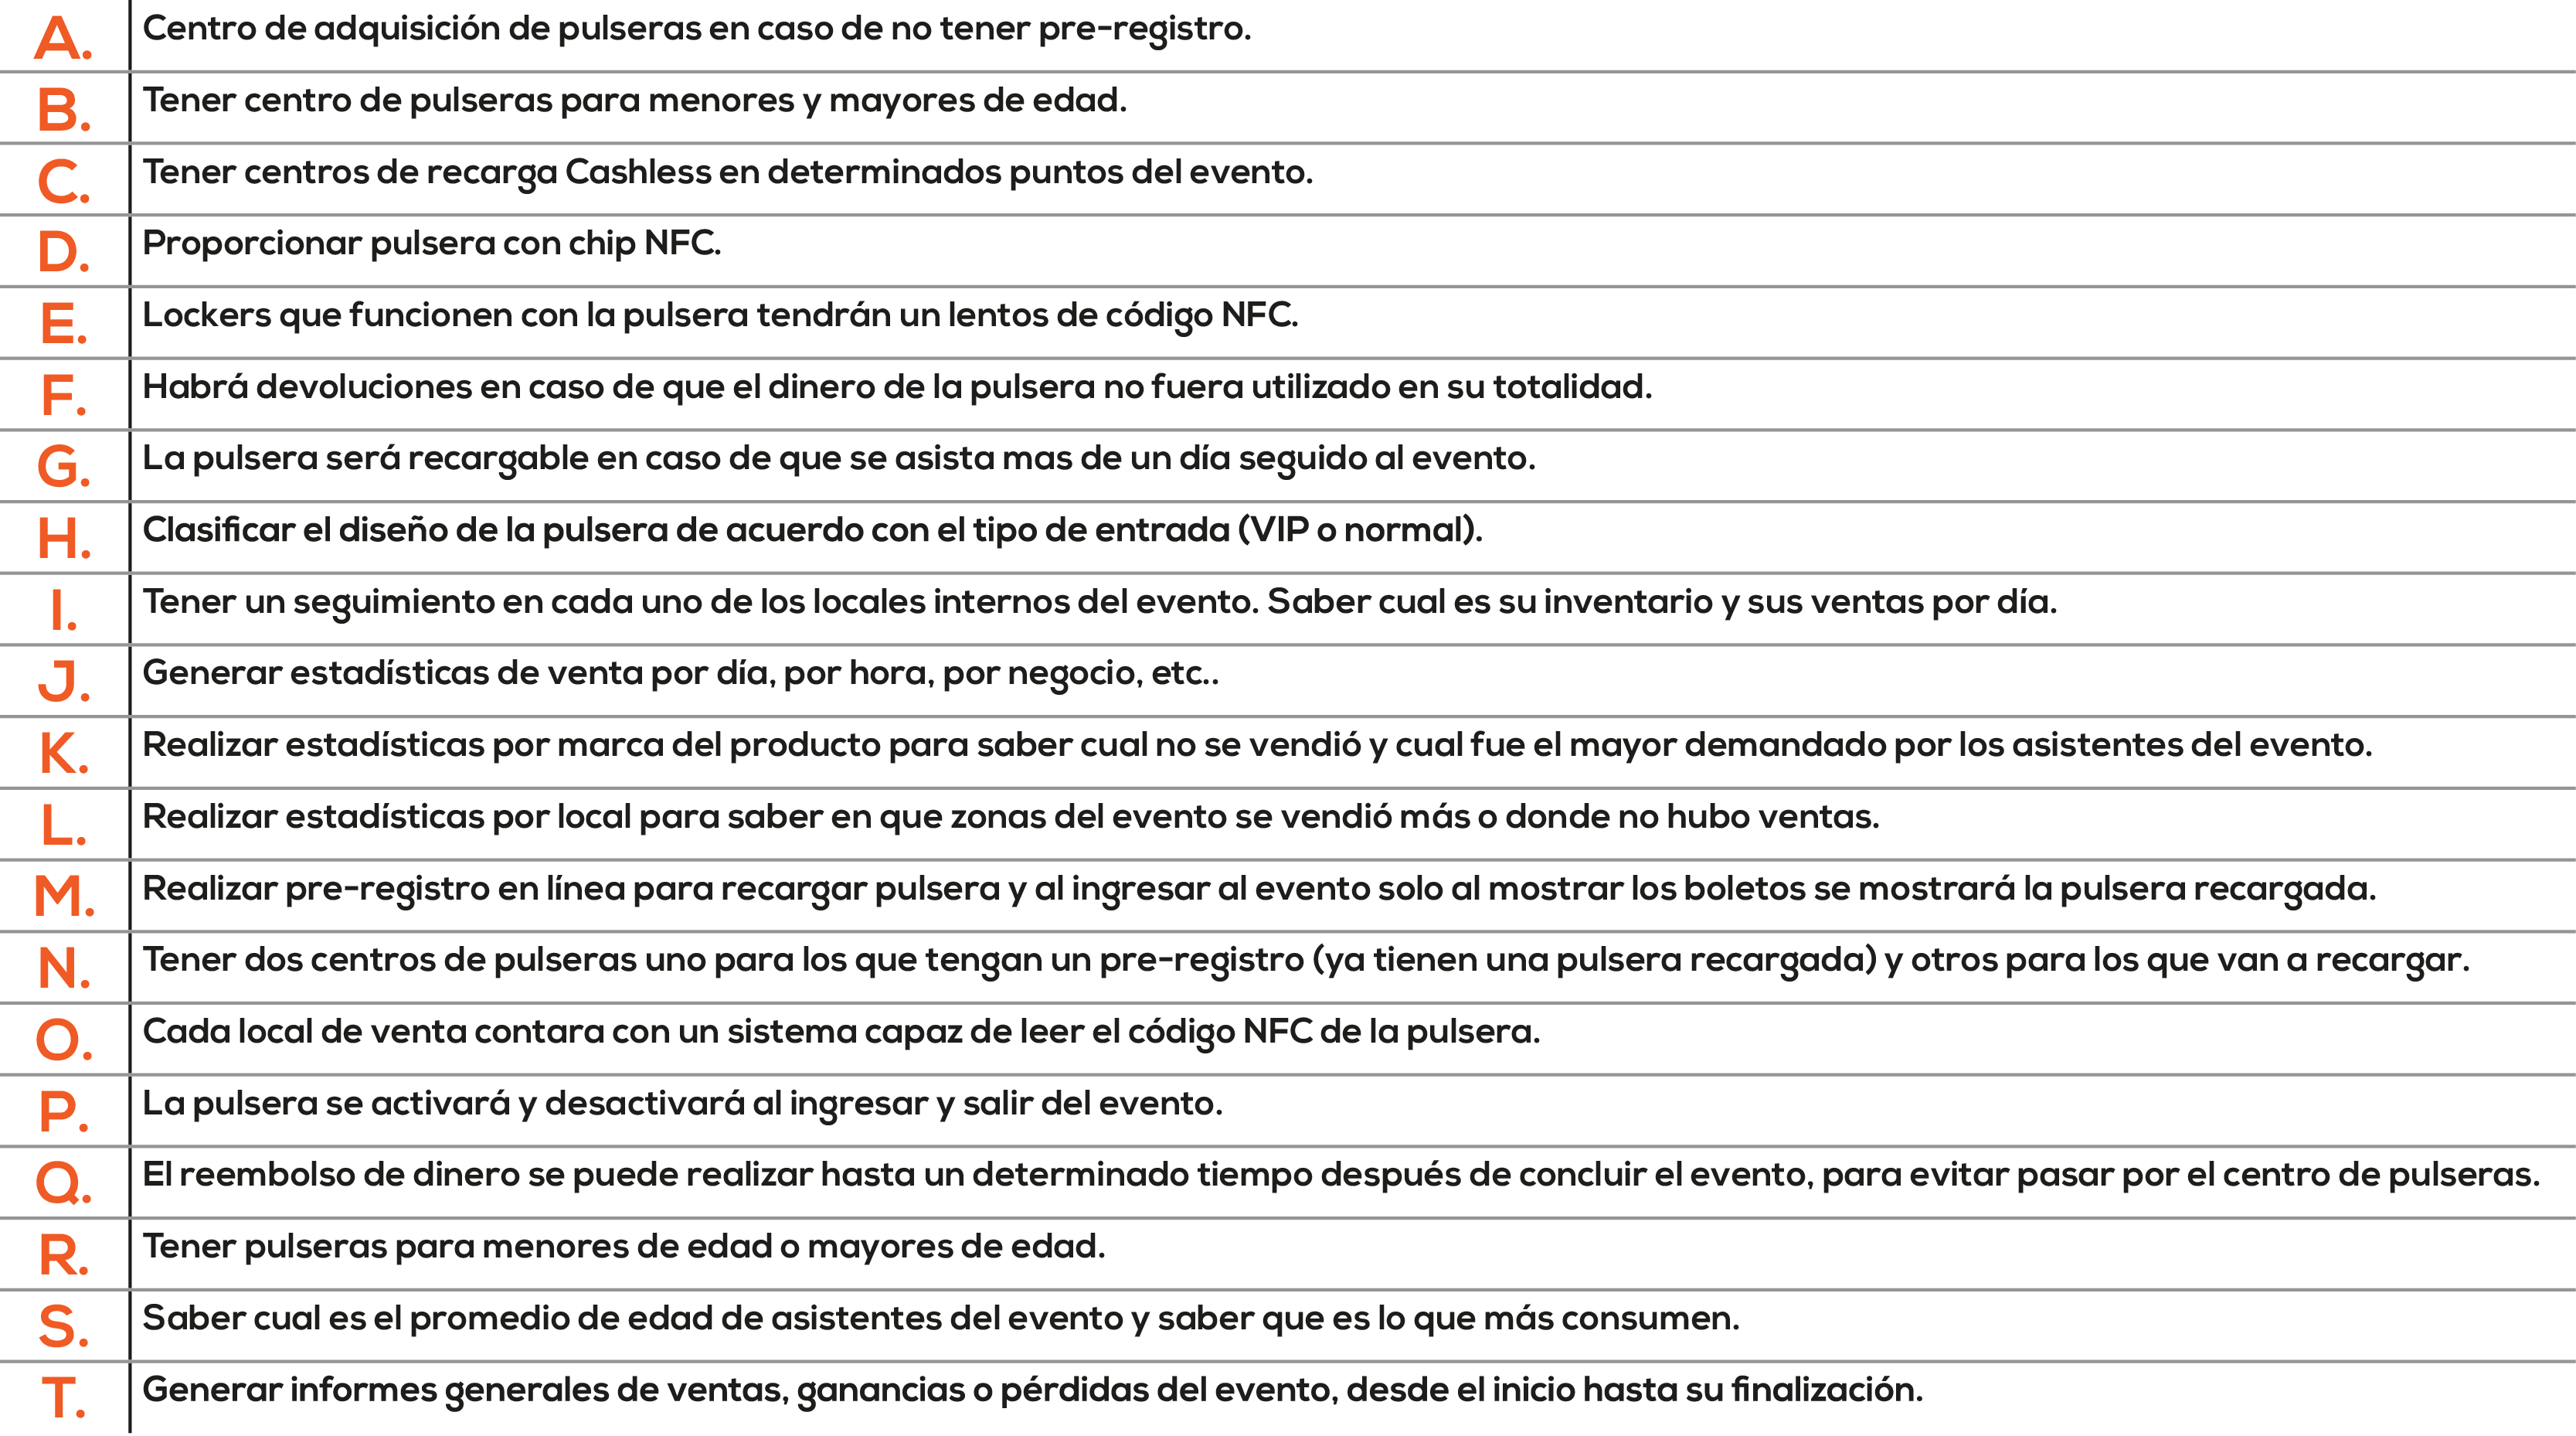 A. Centro de adquisición de pulseras en caso de no tener pre-registro.
B. Tener centro de pulseras para menores y mayores de edad.
C. Tener centros de recarga Cashless en determinados puntos del evento.
D. Proporcionar pulsera con chip NFC.
E. Lockers que funcionen con la pulsera tendrán un lentos de código NFC.
F. Habrá devoluciones en caso de que el dinero de la pulsera no fuera utilizado en su totalidad.
G. La pulsera será recargable en caso de que se asista mas de un día seguido al evento.
H. Clasificar el diseño de la pulsera de acuerdo con el tipo de entrada (VIP o normal).
I. Tener un seguimiento en cada uno de los locales internos del evento. Saber cual es su inventario y sus ventas por día.
J. Generar estadísticas de venta por día, por hora, por negocio, etc..
K. Realizar estadísticas por marca del producto para saber cual no se vendió y cual fue el mayor demandado por los asistentes del evento.
L. Realizar estadísticas por local para saber en que zonas del evento se vendió más o donde no hubo ventas.
M. Realizar pre-registro en línea para recargar pulsera y al ingresar al evento solo al mostrar los boletos se mostrará la pulsera recargada.
N. Tener dos centros de pulseras uno para los que tengan un pre-registro (ya tienen una pulsera recargada) y otros para los que van a recargar.
O. Cada local de venta contara con un sistema capaz de leer el código NFC de la pulsera.
P. La pulsera se activará y desactivará al ingresar y salir del evento.
Q. El reembolso de dinero se puede realizar hasta un determinado tiempo después de concluir el evento, para evitar pasar por el centro de pulseras.
R. Tener pulseras para menores de edad o mayores de edad.
S. Saber cual es el promedio de edad de asistentes del evento y saber que es lo que más consumen.
T. Generar informes generales de ventas, ganancias o pérdidas del evento, desde el inicio hasta su finalización.